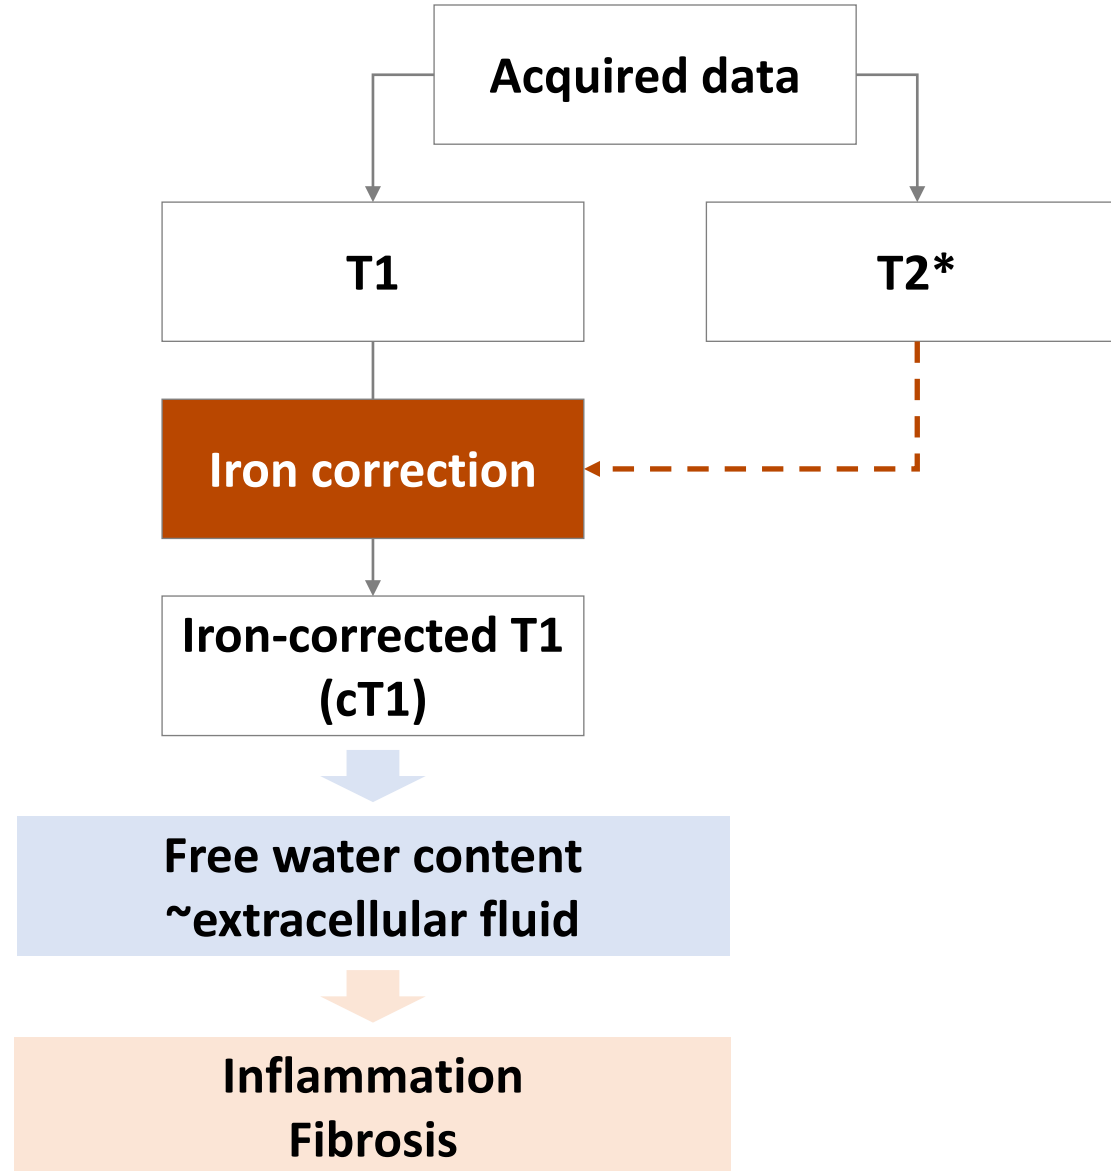 Acquired data
T1
T2*
Iron correction
Iron-corrected T1
(cT1)
Free water content
~extracellular fluid
Inflammation
Fibrosis